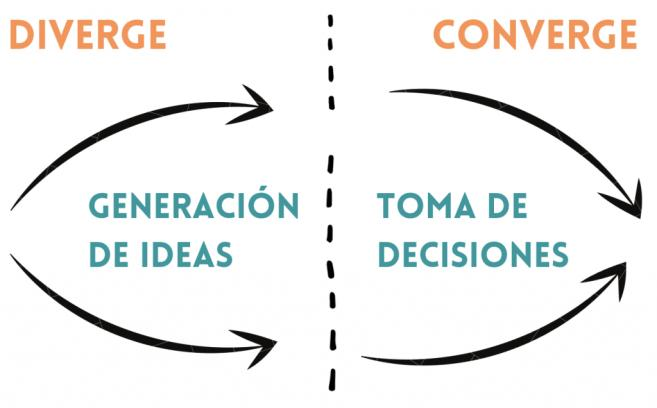 DIVERGE
CONVERGE
GENERACIÓN
DE IDEAS
TOMA DE
DECISIONES